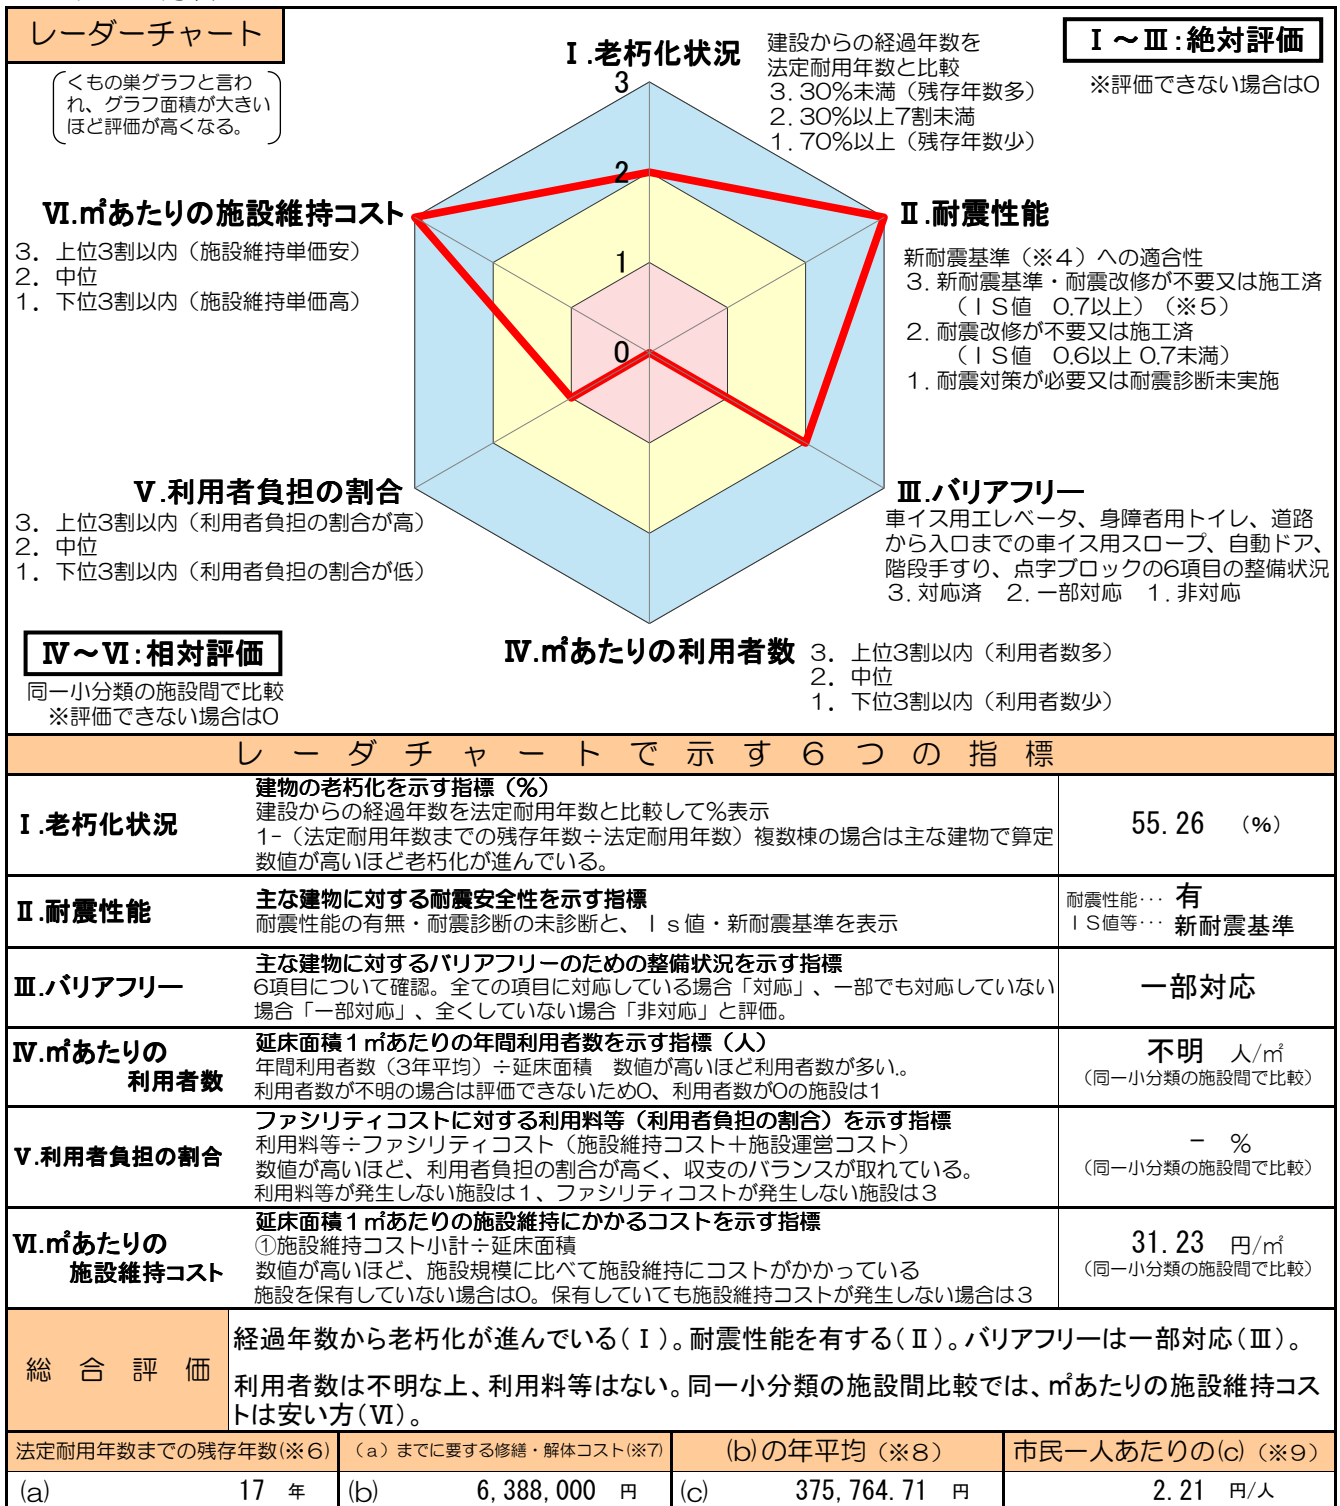 レーダーチャート
くもの巣グラフと言わ
れ、グラフ面積が大きい
ほど評価が高くなる。
Ⅰ.老朽化状況
建設からの経過年数を
法定耐用年数と比較
3.30%未満（残存年数多）
2.30%以上7割未満
1.70%以上（残存年数少）
Ⅰ～Ⅲ:絶対評価
※評価できない場合は0
3
2
1
0
Ⅵ.㎡あたりの施設維持コスト
3. 上位3割以内（施設維持単価安）
2. 中位
1. 下位3割以内（施設維持単価高）
Ⅱ.耐震性能
新耐震基準（※4）への適合性
3.新耐震基準・耐震改修が不要又は施工済
（ＩＳ値　0.7以上）（※5）
2.耐震改修が不要又は施工済
（ＩＳ値　0.6以上 0.7未満）
1.耐震対策が必要又は耐震診断未実施
Ⅴ.利用者負担の割合
3. 上位3割以内（利用者負担の割合が高）
2. 中位
1. 下位3割以内（利用者負担の割合が低）
Ⅲ.バリアフリー
車イス用エレベータ、身障者用トイレ、道路
から入口までの車イス用スロープ、自動ドア、
階段手すり、点字ブロックの6項目の整備状況
3.対応済　2.一部対応　1.非対応
Ⅳ～Ⅵ:相対評価
同一小分類の施設間で比較
※評価できない場合は0
Ⅳ.㎡あたりの利用者数
3. 上位3割以内（利用者数多）
2. 中位
1. 下位3割以内（利用者数少）
レーダチャートで示す6つの指標
Ⅰ.老朽化状況
建物の老朽化を示す指標（%）
建設からの経過年数を法定耐用年数と比較して%表示
1-（法定耐用年数までの残存年数÷法定耐用年数）複数棟の場合は主な建物で算定
数値が高いほど老朽化が進んでいる。
55.26 （%）
Ⅱ.耐震性能
主な建物に対する耐震安全性を示す指標
耐震性能の有無・耐震診断の未診断と、Ｉｓ値・新耐震基準を表示
耐震性能･･･ 有
ＩＳ値等･･･ 新耐震基準
Ⅲ.バリアフリー
主な建物に対するバリアフリーのための整備状況を示す指標
6項目について確認。全ての項目に対応している場合「対応」、一部でも対応していない
場合「一部対応」、全くしていない場合「非対応」と評価。
一部対応
Ⅳ.㎡あたりの
利用者数
延床面積１㎡あたりの年間利用者数を示す指標（人）
年間利用者数（3年平均）÷延床面積　数値が高いほど利用者数が多い。
利用者数が不明の場合は評価できないため0、利用者数が0の施設は1
不明 人/㎡
（同一小分類の施設間で比較）
Ⅴ.利用者負担の割合
ファシリティコストに対する利用料等（利用者負担の割合）を示す指標
利用料等÷ファシリティコスト（施設維持コスト＋施設運営コスト）
数値が高いほど、利用者負担の割合が高く、収支のバランスが取れている。
利用料等が発生しない施設は１、ファシリティコストが発生しない施設は３
- %
（同一小分類の施設間で比較）
Ⅵ.㎡あたりの
施設維持コスト
延床面積１㎡あたりの施設維持にかかるコストを示す指標
①施設維持コスト小計÷延床面積
数値が高いほど、施設規模に比べて施設維持にコストがかかっている
施設を保有していない場合は0。保有していても施設維持コストが発生しない場合は３
31.23 円/㎡
（同一小分類の施設間で比較）
総合評価
経過年数から老朽化が進んでいる(Ⅰ)。耐震性能を有する(Ⅱ)。バリアフリーは一部対応(Ⅲ)。
利用者数は不明な上、利用料等はない。同一小分類の施設間比較では、㎡あたりの施設維持コス
トは安い方(Ⅵ)。
法定耐用年数までの残存年数(※6)
（a）までに要する修繕・解体コスト(※7)
(b)の年平均（※8）
市民一人あたりの(c)（※9）
(a) 17 年
(b) 6,388,000 円
(c) 375,764.71 円
2.21 円/人